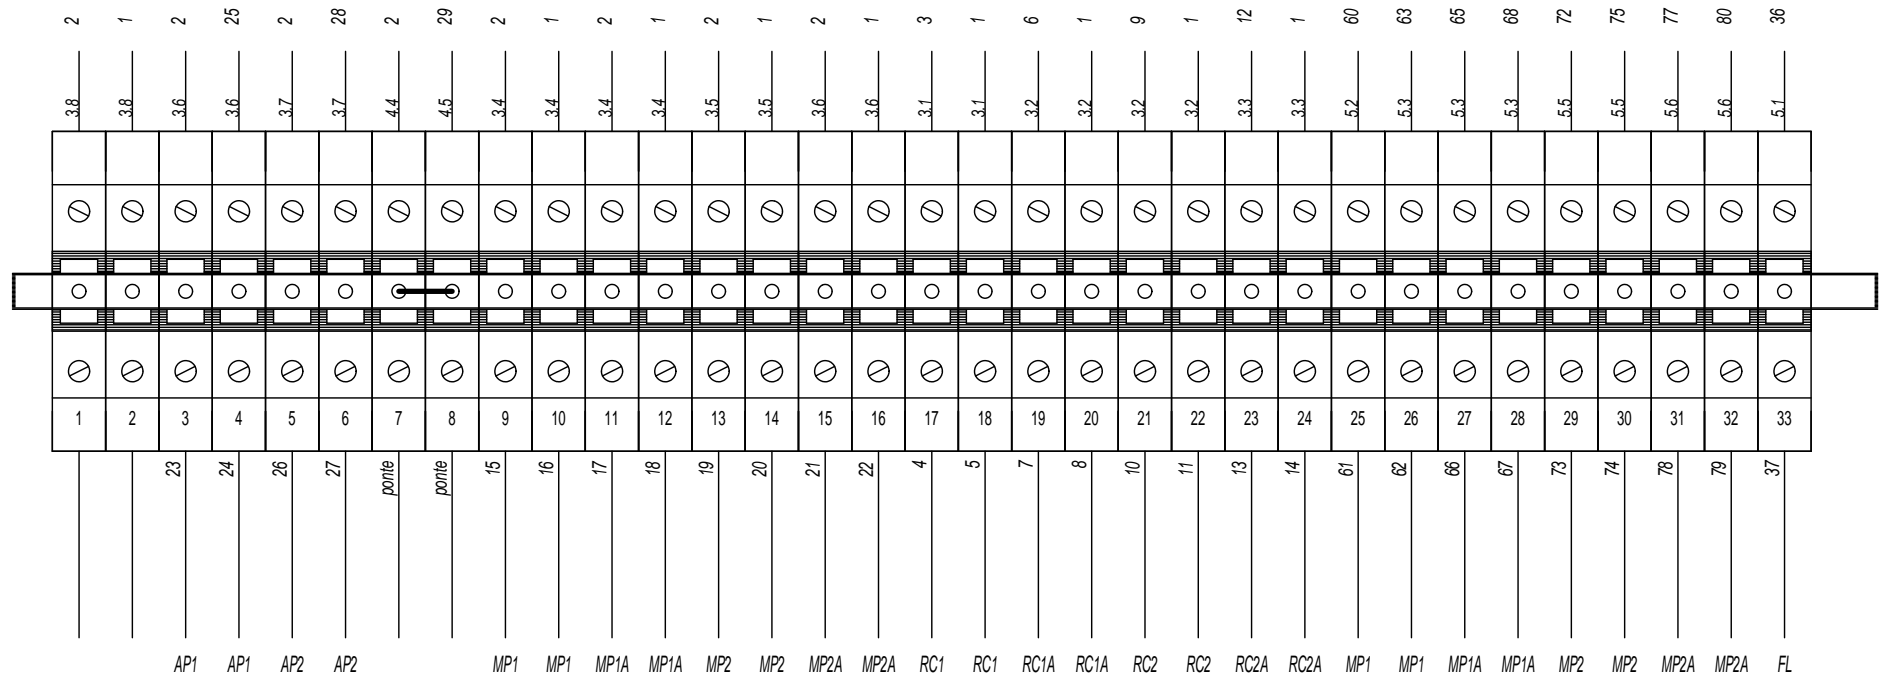 2 1 2 25 2 28 2 29 2 1 2 1 2 1 2 1 3 1 6 1 9 1 12 1 60 63 65 68 72 75 77 80 36
3.8 3.8 3.6 3.6 3.7 3.7 4.4 4.5 3.4 3.4 3.4 3.4 3.5 3.5 3.6 3.6 3.1 3.1 3.2 3.2 3.2 3.2 3.3 3.3 5.2 5.3 5.3 5.3 5.5 5.5 5.6 5.6 5.1
1 2 3 4 5 6 7 8 9 10 11 12 13 14 15 16 17 18 19 20 21 22 23 24 25 26 27 28 29 30 31 32 33
23 24 26 27 ponte ponte 15 16 17 18 19 20 21 22 4 5 7 8 10 11 13 14 61 62 66 67 73 74 78 79 37
AP1 AP1 AP2 AP2 MP1 MP1 MP1A MP1A MP2 MP2 MP2A MP2A RC1 RC1 RC1A RC1A RC2 RC2 RC2A RC2A MP1 MP1 MP1A MP1A MP2 MP2 MP2A MP2A FL